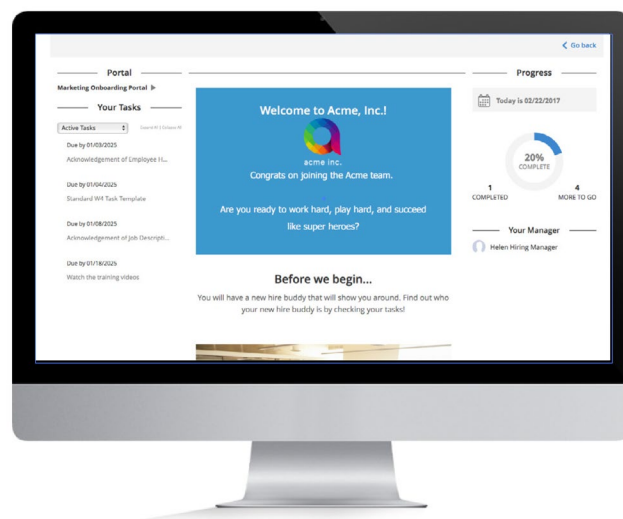 Go back
Portal
Marketing Onboarding Portal
Your Tasks
Active Tasks
Due by 01/03/2025
Acknowledgement of Employee H...
Due by 01/04/2025
Standard W4 Task Template
Due by 01/08/2025
Acknowledgement of Job Descripti...
Due by 01/18/2025
Watch the training videos
Welcome to Acme, Inc.!
acme inc.
Congrats on joining the Acme team.
Are you ready to work hard, play hard, and succeed
like super heroes?
Before we begin...
You will have a new hire buddy that will show you around. Find out who
your new hire buddy is by checking your tasks!
Progress
Today is 02/22/2017
20%
COMPLETE
1
COMPLETED
4
MORE TO GO
Your Manager
Helen Hiring Manager